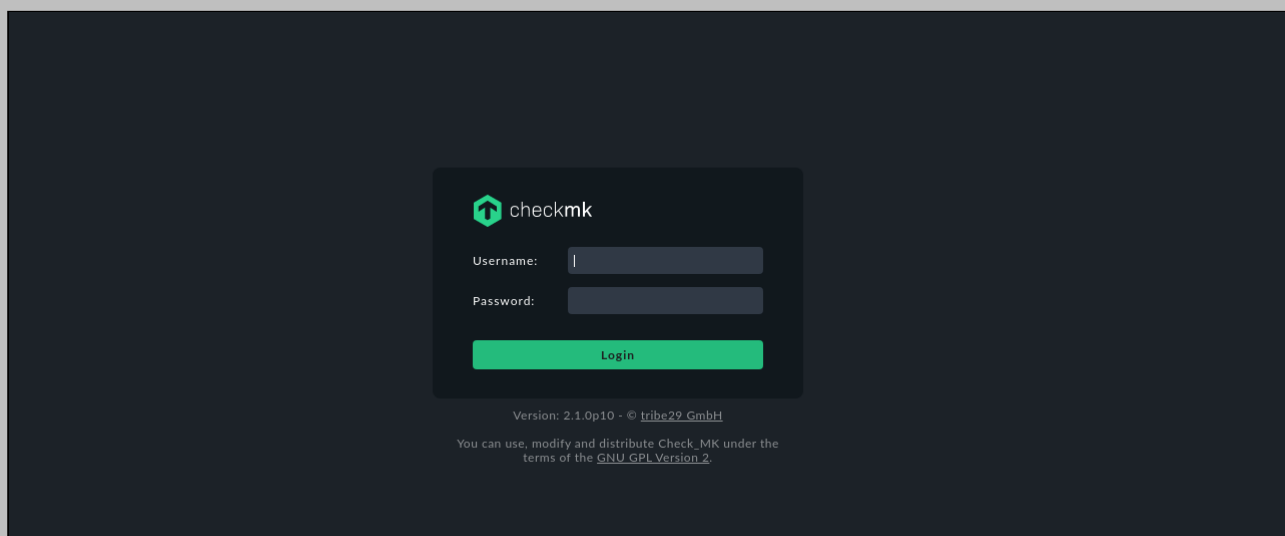 checkmk
Username:
Password:
Login
Version: 2.1.0p10 - © tribe29 GmbH
You can use, modify and distribute Check_MK under the
terms of the GNU GPL Version 2.